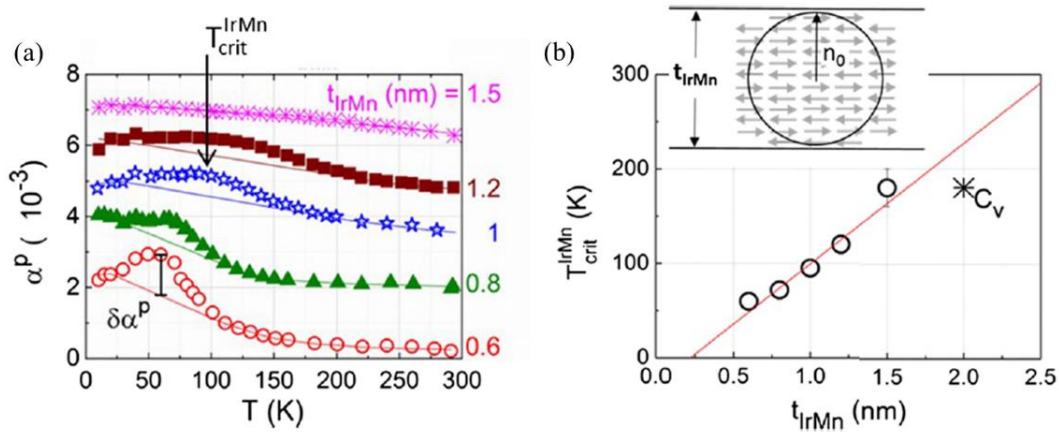 (a)
T_crit^IrMn
8
6
4
2
0
α^p ( 10^-3)
t_IrMn (nm) = 1.5
1.2
1
0.8
0.6
δα^p
0 50 100 150 200 250 300
T (K)
(b)
t_IrMn
n_0
300
200
100
0
T_crit^IrMn (K)
C_v
0.0 0.5 1.0 1.5 2.0 2.5
t_IrMn (nm)